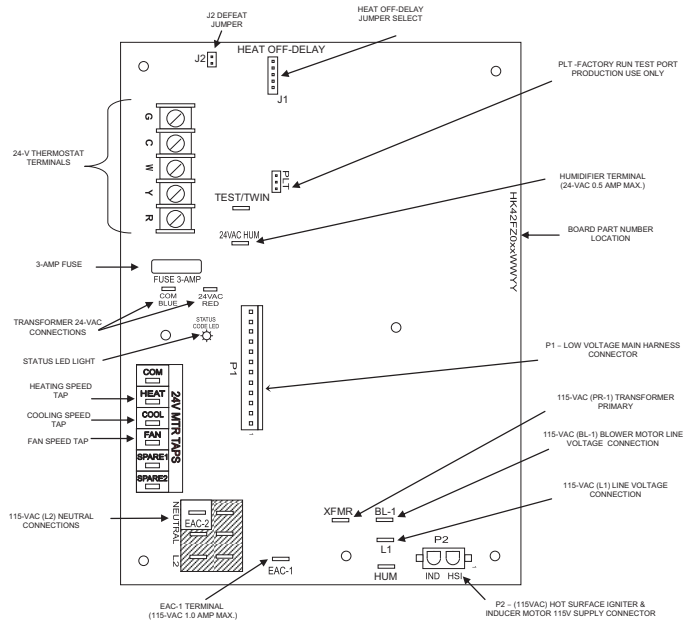 J2 DEFEAT
JUMPER
HEAT OFF-DELAY
JUMPER SELECT
J2
HEAT OFF-DELAY
J1
PLT -FACTORY RUN TEST PORT
PRODUCTION USE ONLY
G
C
W
Y
R
24-V THERMOSTAT
TERMINALS
PLT
TEST/TWIN
HUMIDIFIER TERMINAL
(24-VAC 0.5 AMP MAX.)
24VAC HUM
HK42FZ0xxWWYY
BOARD PART NUMBER
LOCATION
3-AMP FUSE
FUSE 3-AMP
COM
BLUE
24VAC
RED
TRANSFORMER 24-VAC
CONNECTIONS
STATUS
CODE LED
STATUS LED LIGHT
P1
P1 – LOW VOLTAGE MAIN HARNESS
CONNECTOR
COM
HEAT
COOL
FAN
SPARE1
SPARE2
24V MTR TAPS
HEATING SPEED
TAP
COOLING SPEED
TAP
FAN SPEED TAP
115-VAC (PR-1) TRANSFORMER
PRIMARY
115-VAC (BL-1) BLOWER MOTOR LINE
VOLTAGE CONNECTION
115-VAC (L1) LINE VOLTAGE
CONNECTION
115-VAC (L2) NEUTRAL
CONNECTIONS
NEUTRAL
L2
EAC-2
XFMR
BL-1
L1
P2
EAC-1
HUM
IND
HSI
EAC-1 TERMINAL
(115-VAC 1.0 AMP MAX.)
P2 – (115VAC) HOT SURFACE IGNITER &
INDUCER MOTOR 115V SUPPLY CONNECTOR